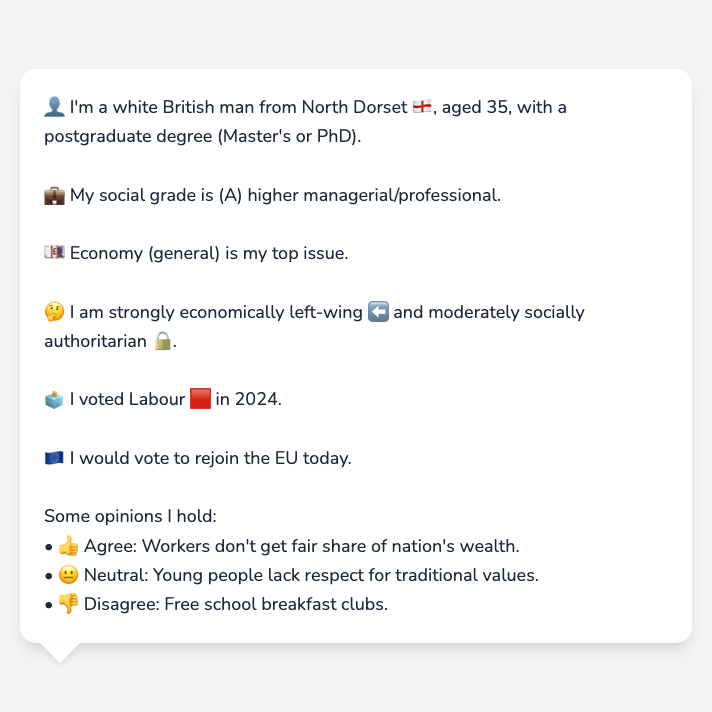 👤 I'm a white British man from North Dorset 🏴󠁧󠁢󠁥󠁮󠁧󠁿, aged 35, with a
postgraduate degree (Master's or PhD).
💼 My social grade is (A) higher managerial/professional.
💷 Economy (general) is my top issue.
🤔 I am strongly economically left-wing ⬅️ and moderately socially
authoritarian 🔒.
🗳️ I voted Labour 🟥 in 2024.
🇪🇺 I would vote to rejoin the EU today.
Some opinions I hold:
• 👍 Agree: Workers don't get fair share of nation's wealth.
• 😐 Neutral: Young people lack respect for traditional values.
• 👎 Disagree: Free school breakfast clubs.